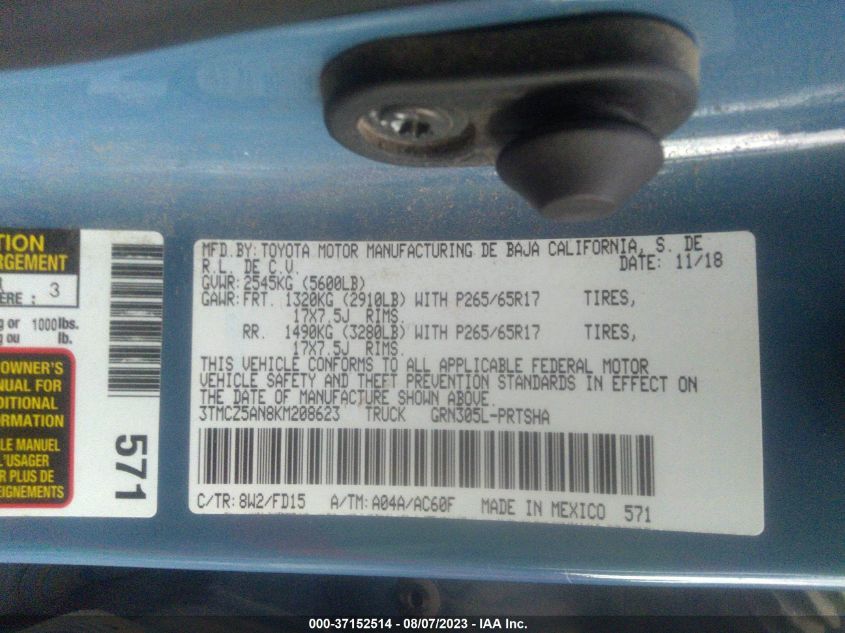 TION
RGEMENT
ÈRE : 3
g or 1000lbs.
g ou lb.
OWNER'S
NUAL FOR
DITIONAL
ORMATION
LE MANUEL
L'USAGER
R PLUS DE
EIGNEMENTS
571
MFD.BY:TOYOTA MOTOR MANUFACTURING DE BAJA CALIFORNIA, S. DE
R.L. DE C.V. DATE: 11/18
GVWR:2545KG (5600LB)
GAWR:FRT. 1320KG (2910LB) WITH P265/65R17 TIRES,
17X7.5J RIMS.
RR. 1490KG (3280LB) WITH P265/65R17 TIRES,
17X7.5J RIMS.
THIS VEHICLE CONFORMS TO ALL APPLICABLE FEDERAL MOTOR
VEHICLE SAFETY AND THEFT PREVENTION STANDARDS IN EFFECT ON
THE DATE OF MANUFACTURE SHOWN ABOVE.
3TMCZ5AN8KM208623 TRUCK GRN305L-PRTSHA
C/TR:8W2/FD15 A/TM:A04A/AC60F MADE IN MEXICO 571
000-37152514 - 08/07/2023 - IAA Inc.